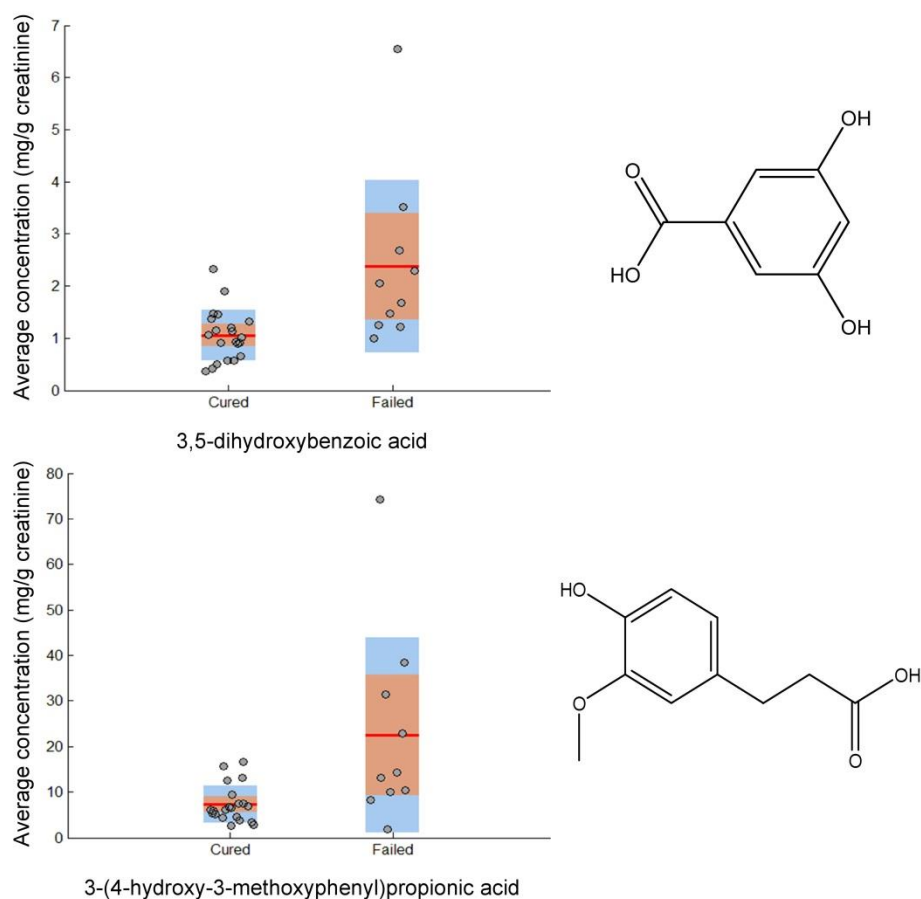 Average concentration (mg/g creatinine)
7
6
5
4
3
2
1
0
Cured Failed
3,5-dihydroxybenzoic acid
O
HO
OH
OH
Average concentration (mg/g creatinine)
80
70
60
50
40
30
20
10
0
Cured Failed
3-(4-hydroxy-3-methoxyphenyl)propionic acid
HO
O
OH
O